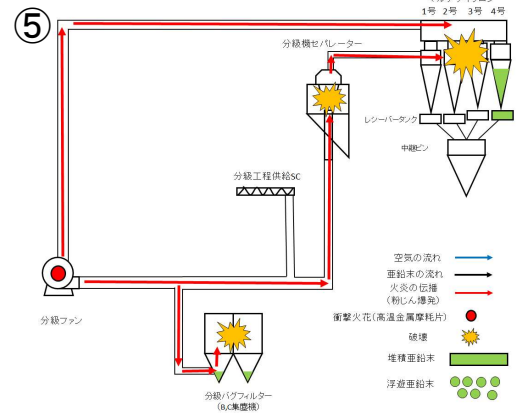 ⑤
1号 2号 3号 4号
分級機セパレーター
レシーバータンク
中継ビン
分級工程供給SC
空気の流れ
亜鉛末の流れ
火炎の伝播
(粉じん爆発)
分級ファン
衝撃火花(高温金属摩耗片)
破壊
堆積亜鉛末
浮遊亜鉛末
分級バグフィルター
(B,C集塵機)